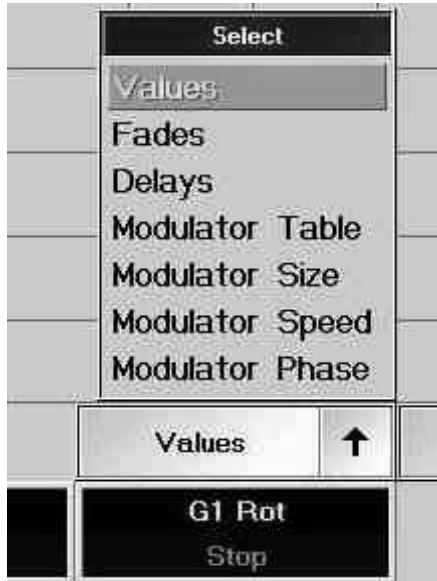 Select
Values
Fades
Delays
Modulator Table
Modulator Size
Modulator Speed
Modulator Phase
Values
G1 Rot
Stop